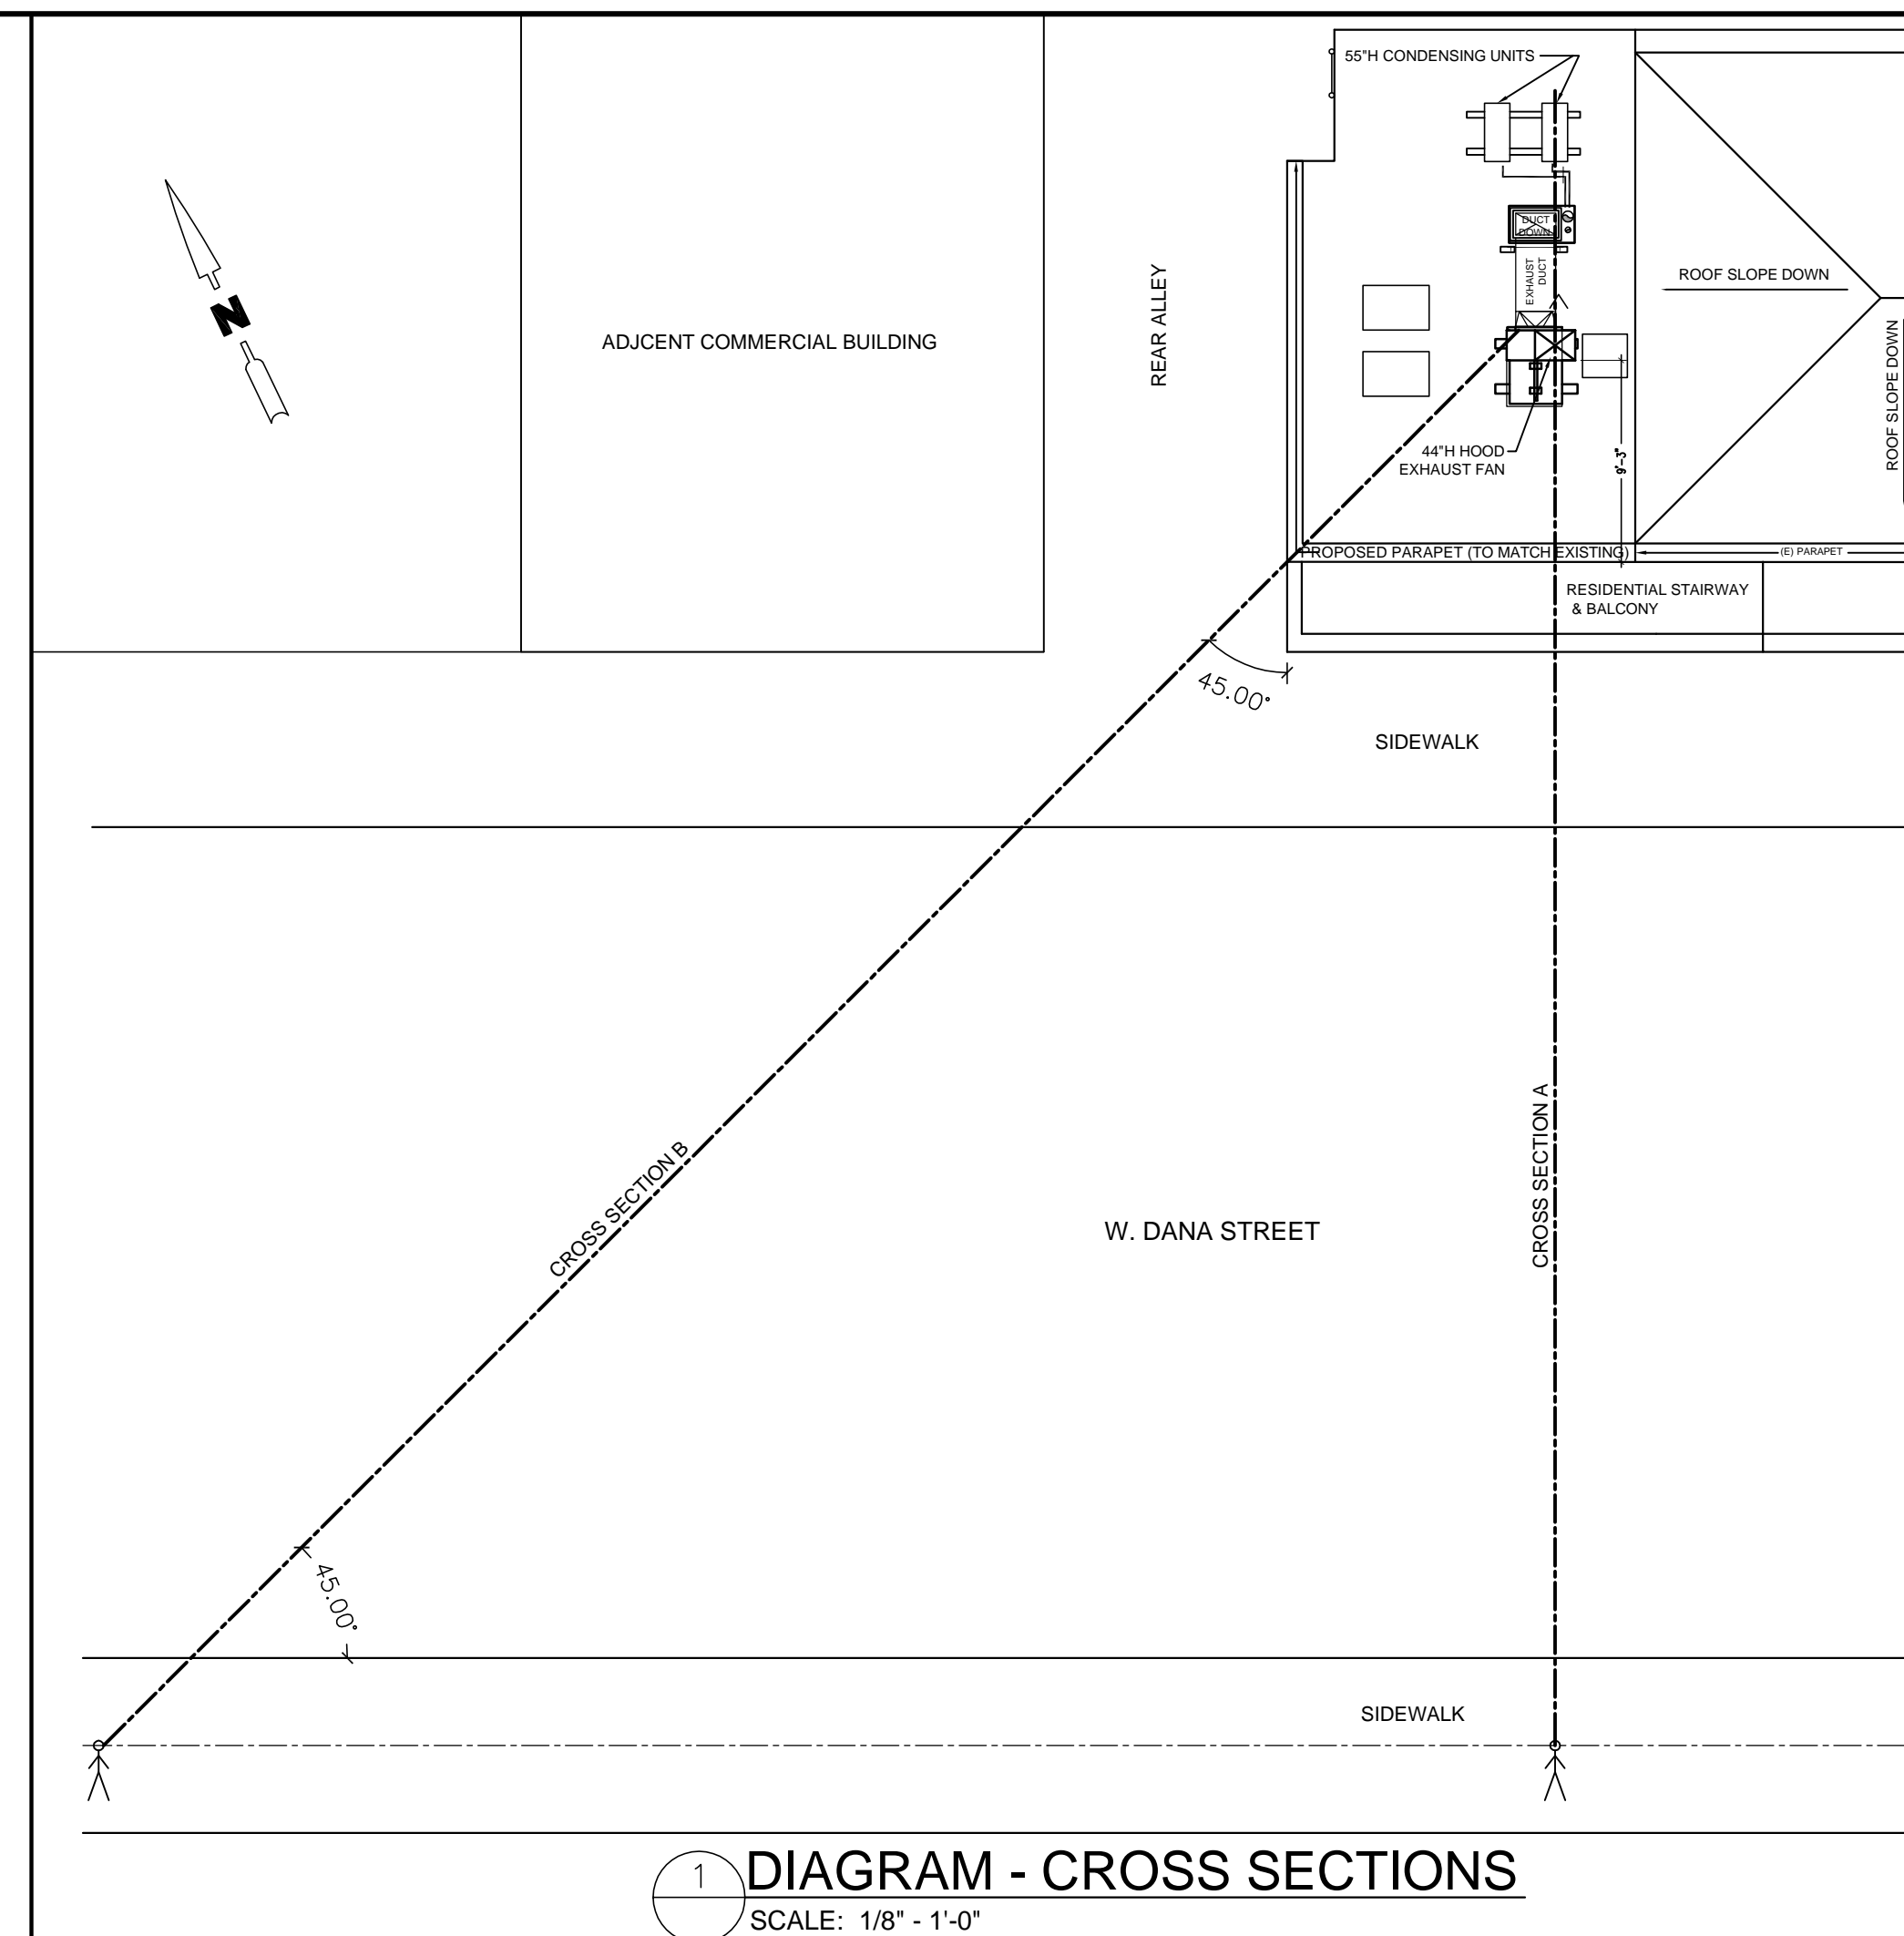 55"H CONDENSING UNITS
DUCT
DOWN
EXHAUST
DUCT
ROOF SLOPE DOWN
ROOF SLOPE DOWN
N
ADJCENT COMMERCIAL BUILDING
REAR ALLEY
44"H HOOD
EXHAUST FAN
9'-3"
PROPOSED PARAPET (TO MATCH EXISTING)
(E) PARAPET
RESIDENTIAL STAIRWAY
& BALCONY
45.00°
SIDEWALK
CROSS SECTION B
CROSS SECTION A
W. DANA STREET
45.00°
SIDEWALK
1
DIAGRAM - CROSS SECTIONS
SCALE: 1/8" - 1'-0"